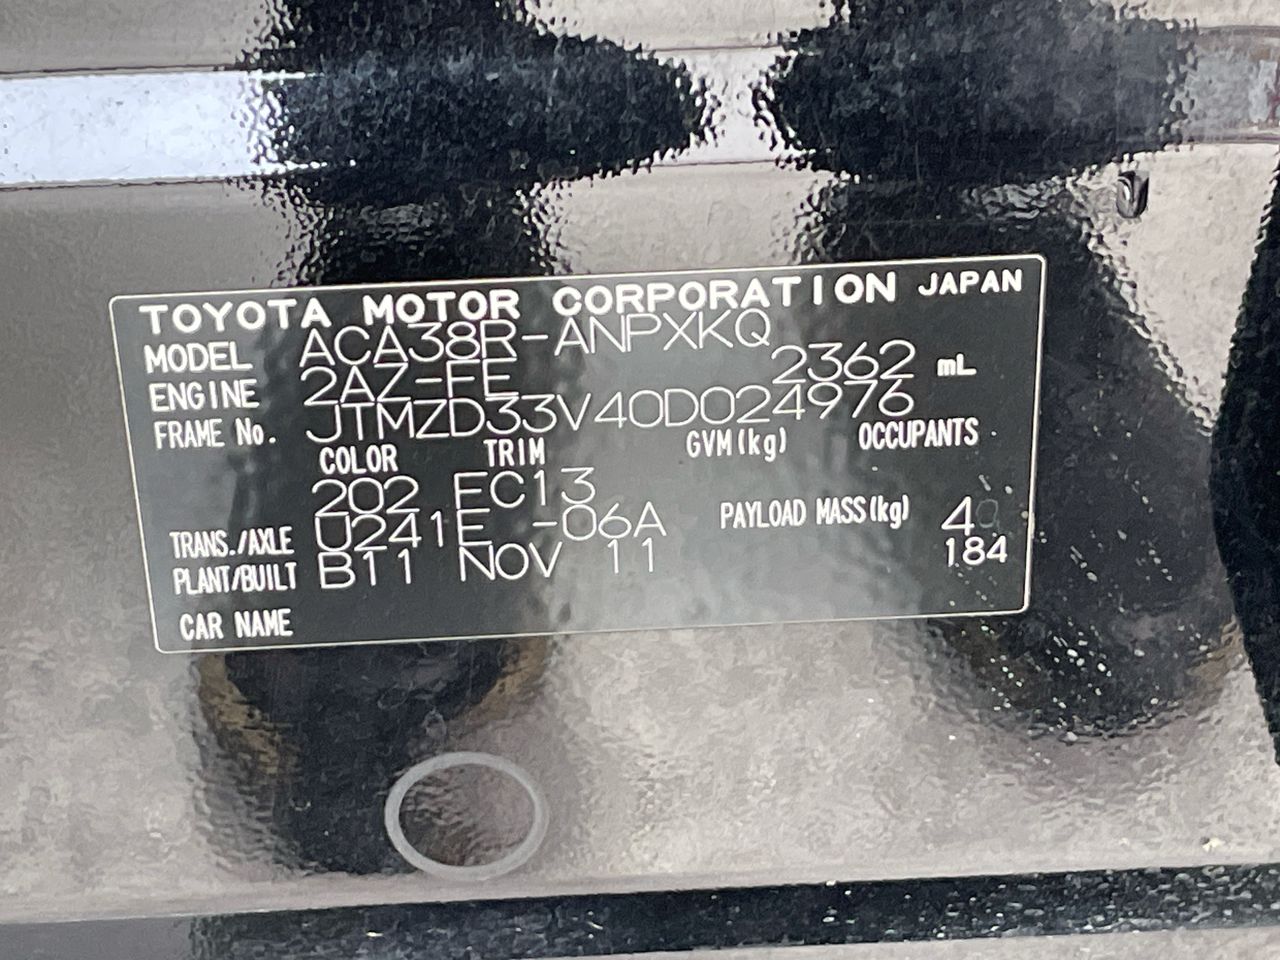 TOYOTA MOTOR CORPORATION JAPAN
MODEL ACA38R-ANPXKQ
ENGINE 2AZ-FE 2362 mL
FRAME No. JTMZD33V40D024976
COLOR TRIM GVM(kg) OCCUPANTS
202 EC13
TRANS./AXLE U241E -06A PAYLOAD MASS(kg) 4
PLANT/BUILT B11 NOV 11 184
CAR NAME